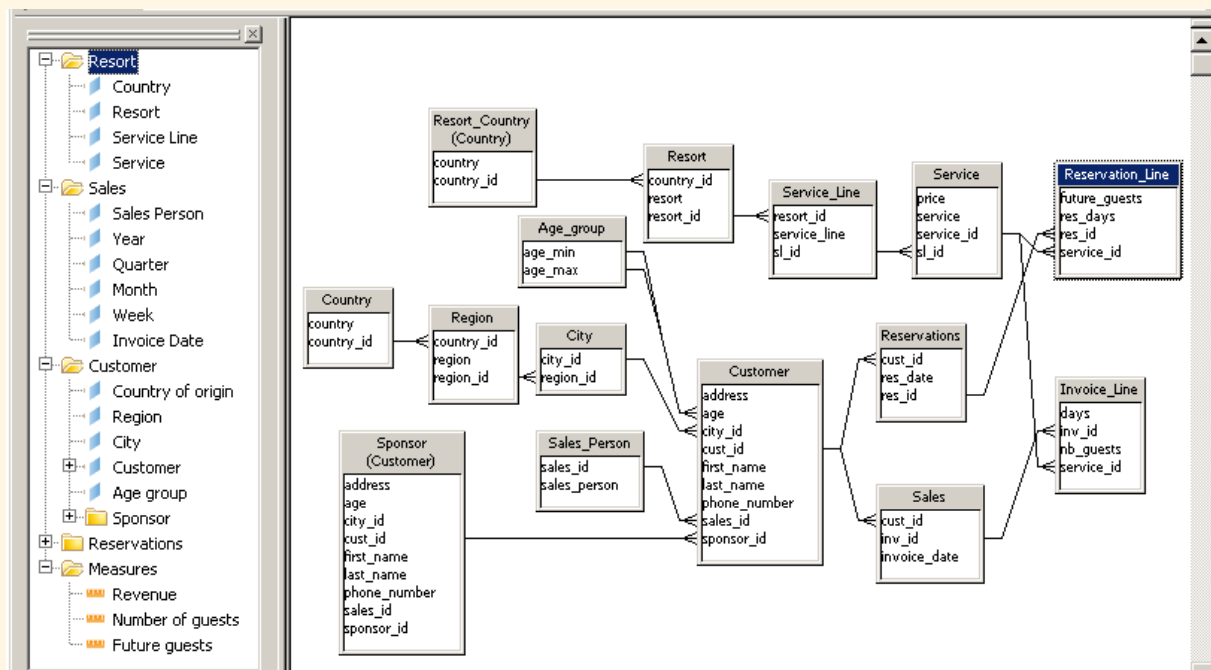 Resort
Country
Resort
Service Line
Service
Sales
Sales Person
Year
Quarter
Month
Week
Invoice Date
Customer
Country of origin
Region
City
Customer
Age group
Sponsor
Reservations
Measures
Revenue
Number of guests
Future guests
Resort_Country
(Country)
country
country_id
Resort
country_id
resort
resort_id
Service_Line
resort_id
service_line
sl_id
Service
price
service
service_id
sl_id
Reservation_Line
future_guests
res_days
res_id
service_id
Age_group
age_min
age_max
Country
country
country_id
Region
country_id
region
region_id
City
city_id
region_id
Customer
address
age
city_id
cust_id
first_name
last_name
phone_number
sales_id
sponsor_id
Reservations
cust_id
res_date
res_id
Invoice_Line
days
inv_id
nb_guests
service_id
Sponsor
(Customer)
address
age
city_id
cust_id
first_name
last_name
phone_number
sales_id
sponsor_id
Sales_Person
sales_id
sales_person
Sales
cust_id
inv_id
invoice_date